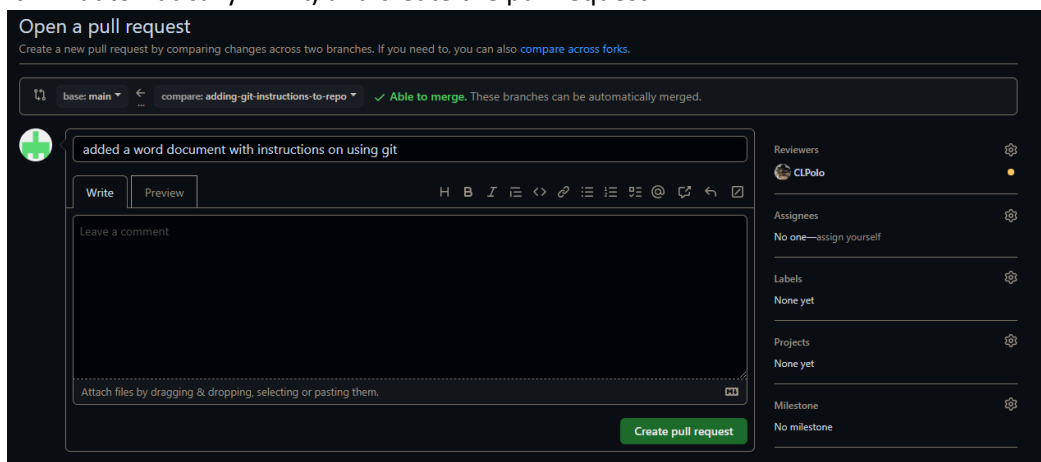 Open a pull request
Create a new pull request by comparing changes across two branches. If you need to, you can also compare across forks.
base: main ← ... compare: adding-git-instructions-to-repo ✓ Able to merge. These branches can be automatically merged.
added a word document with instructions on using git
Write Preview H B I <> @
Leave a comment
Attach files by dragging & dropping, selecting or pasting them.
Create pull request
Reviewers
CLPolo
Assignees
No one—assign yourself
Labels
None yet
Projects
None yet
Milestone
No milestone